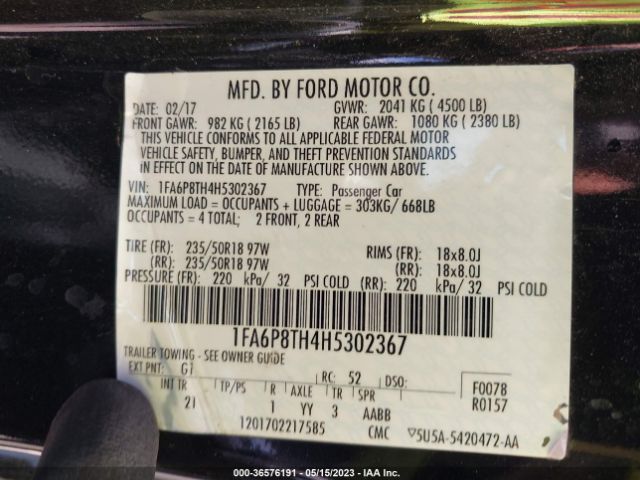 MFD. BY FORD MOTOR CO.
DATE: 02/17 GVWR: 2041 KG ( 4500 LB)
FRONT GAWR: 982 KG ( 2165 LB) REAR GAWR: 1080 KG ( 2380 LB)
THIS VEHICLE CONFORMS TO ALL APPLICABLE FEDERAL MOTOR
VEHICLE SAFETY, BUMPER, AND THEFT PREVENTION STANDARDS
IN EFFECT ON THE DATE OF MANUFACTURE SHOWN ABOVE.
VIN: 1FA6P8TH4H5302367 TYPE: Passenger Car
MAXIMUM LOAD = OCCUPANTS + LUGGAGE = 303KG/ 668LB
OCCUPANTS = 4 TOTAL; 2 FRONT, 2 REAR
TIRE (FR): 235/50R18 97W RIMS (FR): 18x8.0J
(RR): 235/50R18 97W (RR): 18x8.0J
PRESSURE (FR): 220 kPa/ 32 PSI COLD (RR): 220 kPa/ 32 PSI COLD
1FA6P8TH4H5302367
TRAILER TOWING - SEE OWNER GUIDE
EXT PNT: G1 RC: 52 DSO: F0078
INT TR TP/PS R AXLE TR SPR R0157
21 1 YY 3 AABB
1201702217585 CMC ▽5U5A-5420472-AA
000-36576191 - 05/15/2023 - IAA Inc.